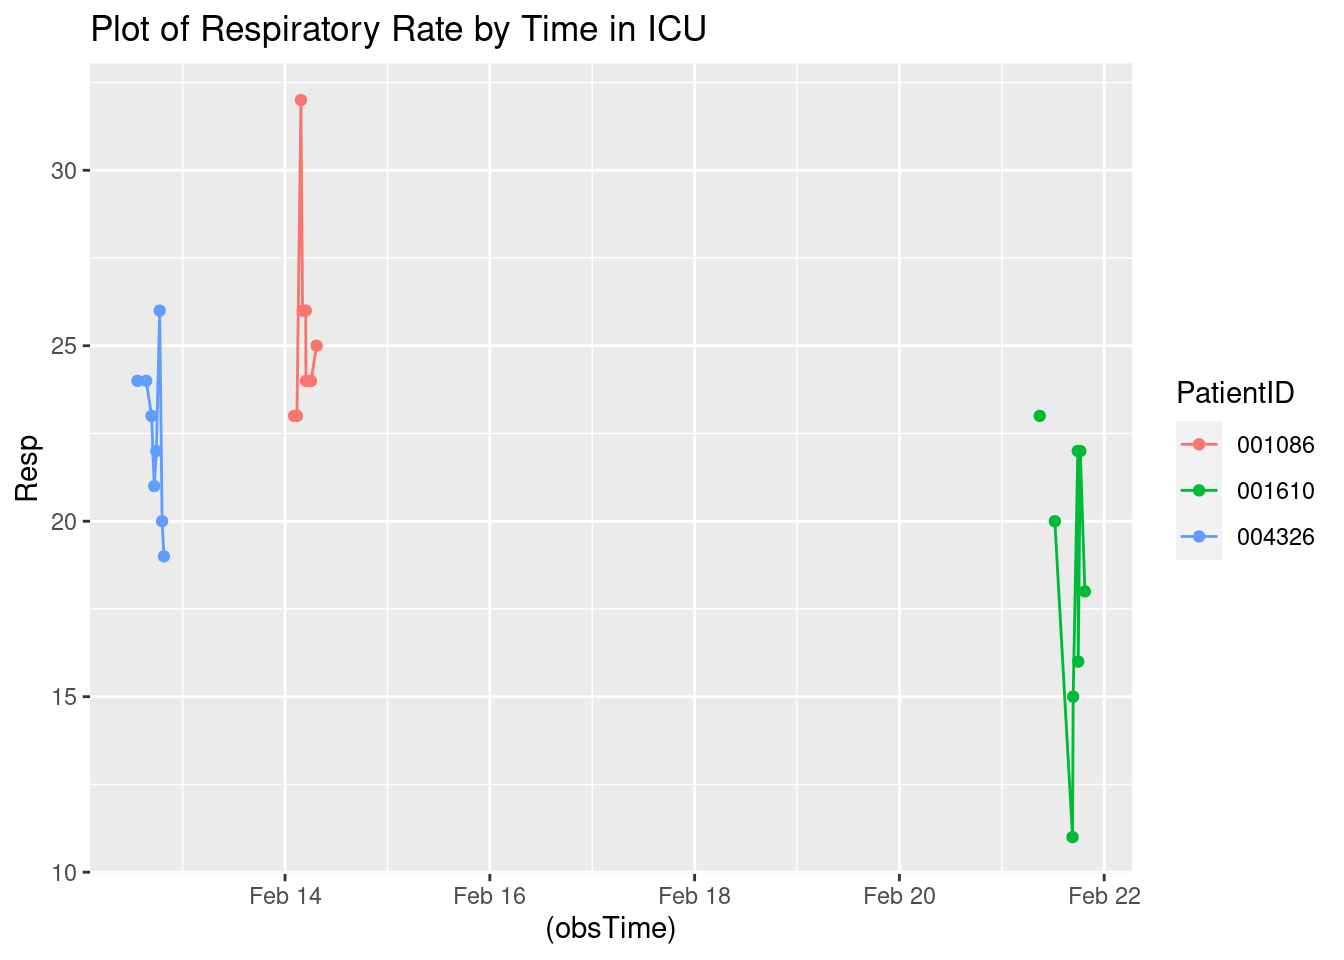 Plot of Respiratory Rate by Time in ICU
30
25
20
15
10
Resp
Feb 14
Feb 16
Feb 18
Feb 20
Feb 22
(obsTime)
PatientID
001086
001610
004326